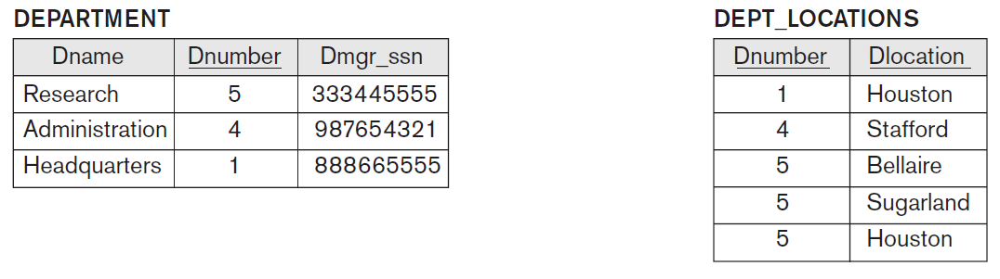 DEPARTMENT
Dname Dnumber Dmgr_ssn
Research 5 333445555
Administration 4 987654321
Headquarters 1 888665555
DEPT_LOCATIONS
Dnumber Dlocation
1 Houston
4 Stafford
5 Bellaire
5 Sugarland
5 Houston